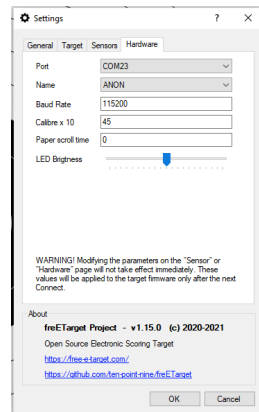 Settings
? ×
General Target Sensors Hardware
Port COM23
Name ANON
Baud Rate 115200
Calibre x 10 45
Paper scroll time 0
LED Brigtness
WARNING! Modifying the parameters on the "Sensor" or
"Hardware" page will not take effect immediately. These
values will be applied to the target firmware only after the next
Connect.
About
freETarget Project - v1.15.0 (c) 2020-2021
Open Source Electronic Scoring Target
https://free-e-target.com/
https://github.com/ten-point-nine/freETarget
OK Cancel